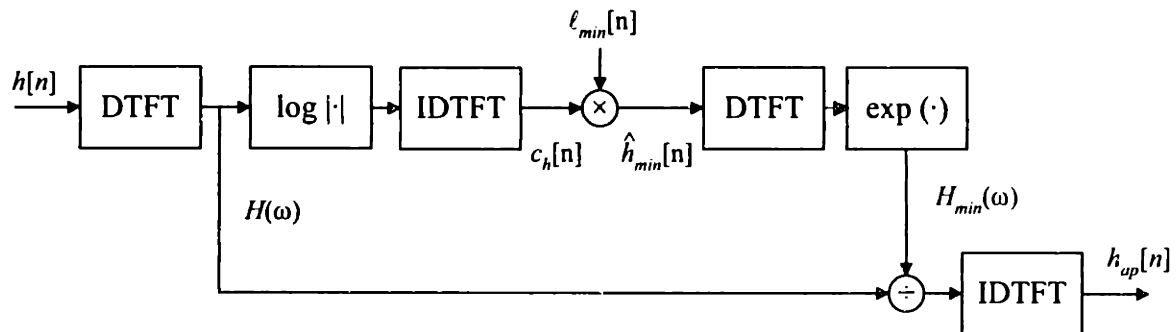 ℓ_min[n]
h[n]
DTFT
log |·|
IDTFT
×
DTFT
exp (·)
c_h[n]
ĥ_min[n]
H(ω)
H_min(ω)
÷
IDTFT
h_ap[n]